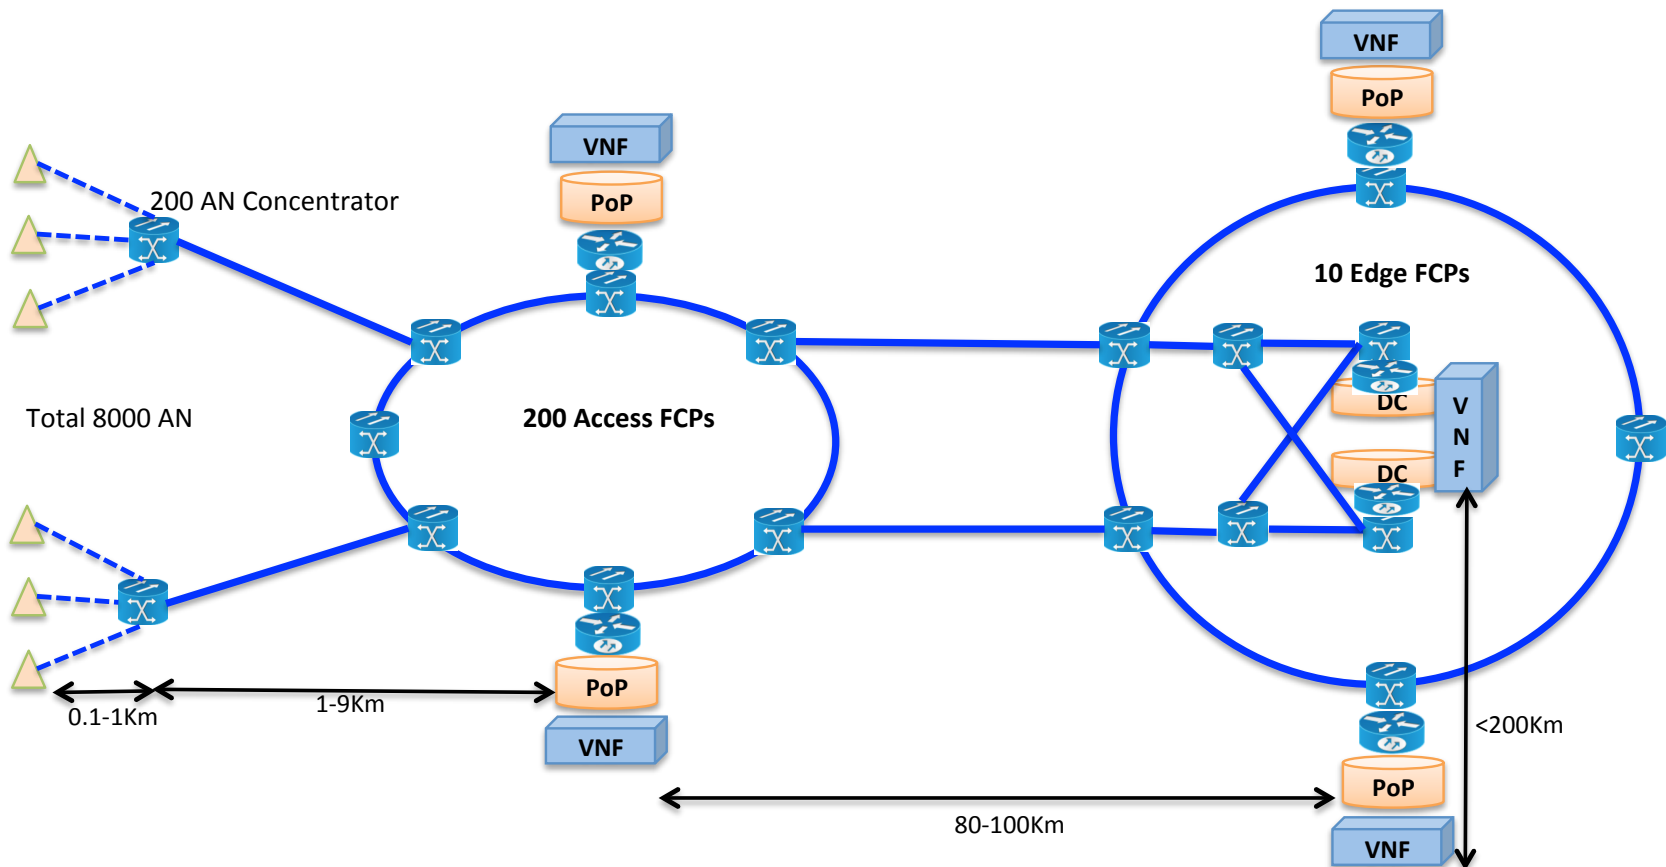 VNF
PoP
VNF
PoP
200 AN Concentrator
10 Edge FCPs
Total 8000 AN
200 Access FCPs
DC
DC
V
N
F
PoP
VNF
0.1-1Km
1-9Km
<200Km
80-100Km
PoP
VNF